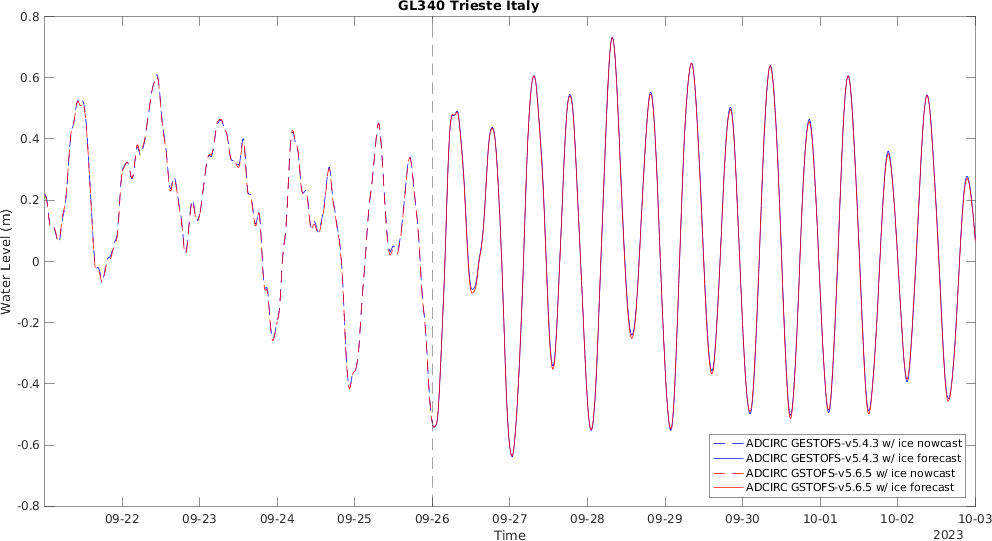 GL340 Trieste Italy
0.8
0.6
0.4
0.2
0
-0.2
-0.4
-0.6
-0.8
Water Level (m)
ADCIRC GESTOFS-v5.4.3 w/ ice nowcast
ADCIRC GESTOFS-v5.4.3 w/ ice forecast
ADCIRC GSTOFS-v5.6.5 w/ ice nowcast
ADCIRC GSTOFS-v5.6.5 w/ ice forecast
09-22 09-23 09-24 09-25 09-26 09-27 09-28 09-29 09-30 10-01 10-02 10-03
Time
2023